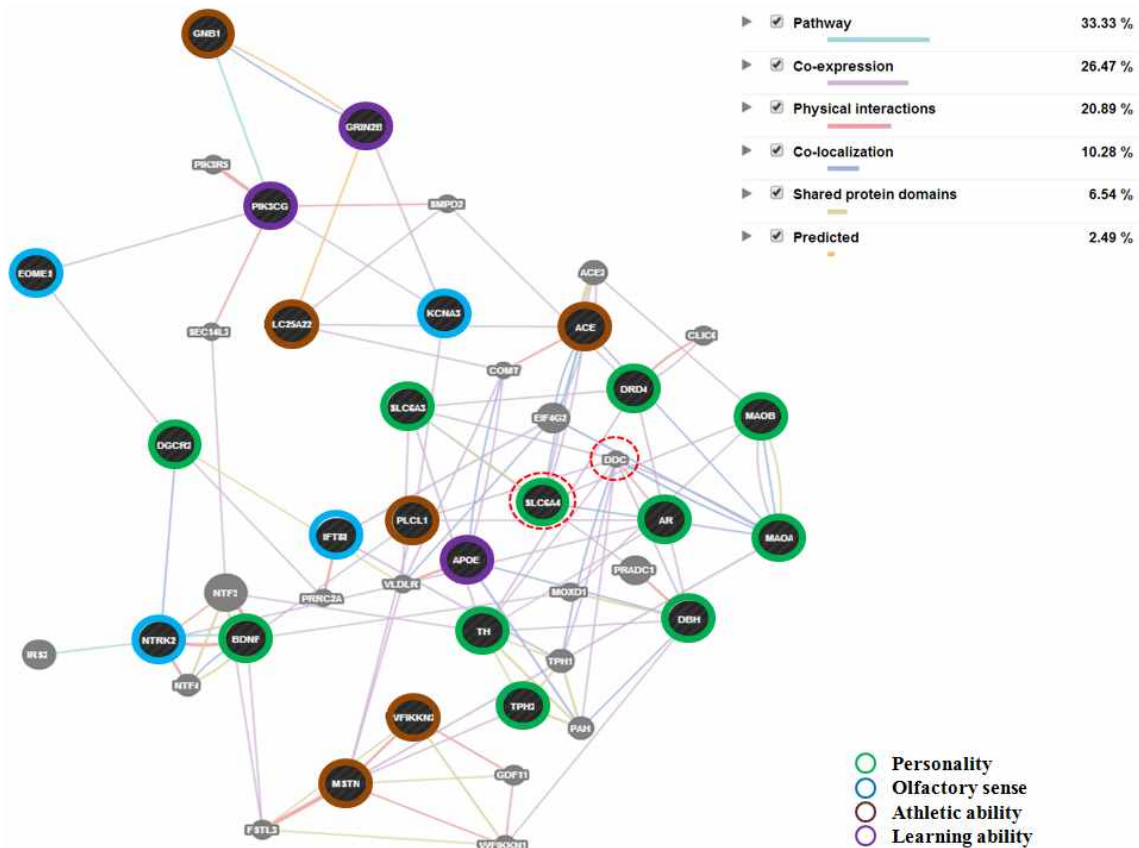 Pathway 33.33 %
Co-expression 26.47 %
Physical interactions 20.89 %
Co-localization 10.28 %
Shared protein domains 6.54 %
Predicted 2.49 %
GNB1
GRIN2B
PIK3R5
PIK3CG
SMPD2
EOMES
ACE2
KCNA3
LC25A22
ACE
SEC14L3
CLIC6
COMT
DRD4
SLC6A3
EIF4G2
MAOB
DGCR2
DDC
SLC6A4
PLCL1
AR
IFT88
MAOA
APOE
PRADC1
VLDLR
MOXD1
NTF3
PRRC2A
DBH
TH
NTRK2
BDNF
IRS2
TPH1
NTF4
TPH2
VFIKKN2
PAH
GDF11
MSTN
FSTL3
Personality
Olfactory sense
Athletic ability
Learning ability